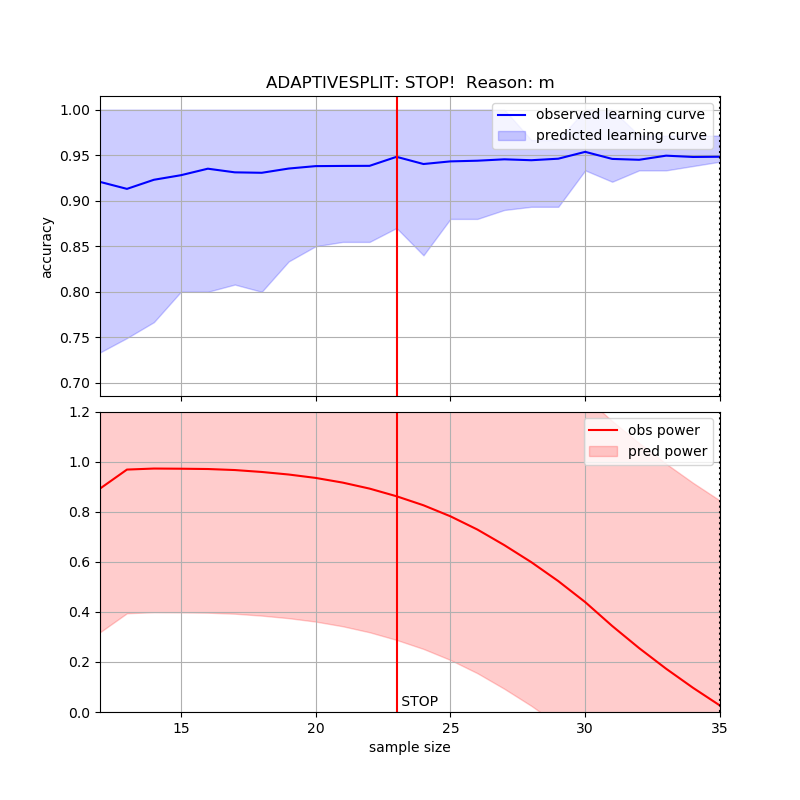 ADAPTIVESPLIT: STOP!  Reason: m
1.00
0.95
0.90
0.85
0.80
0.75
0.70
accuracy
observed learning curve
predicted learning curve
1.2
1.0
0.8
0.6
0.4
0.2
0.0
obs power
pred power
STOP
15
20
25
30
35
sample size